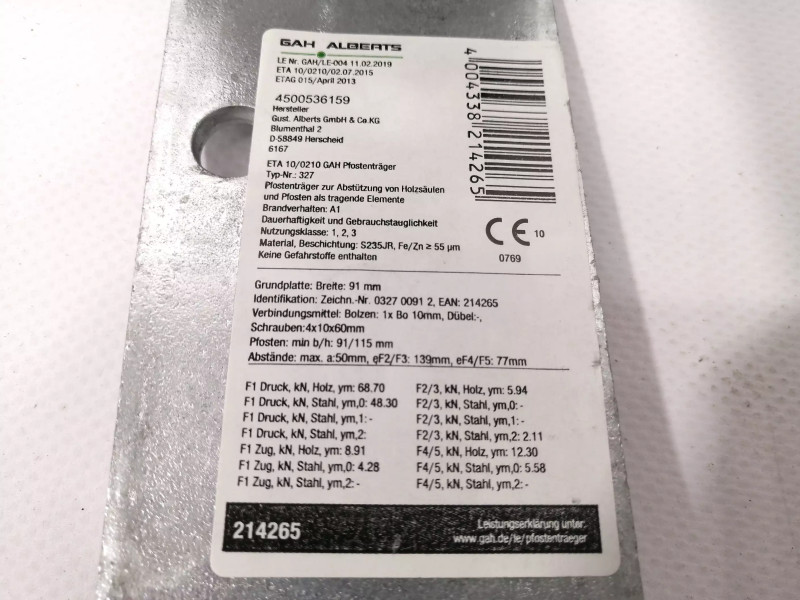 GAH ALBERTS
LE Nr. GAH/LE-004 11.02.2019
ETA 10/0210/02.07.2015
ETAG 015/April 2013
4500536159
Hersteller
Gust. Alberts GmbH & Co.KG
Blumenthal 2
D-58849 Herscheid
6167
ETA 10/0210 GAH Pfostenträger
Typ-Nr.: 327
Pfostenträger zur Abstützung von Holzsäulen
und Pfosten als tragende Elemente
Brandverhalten: A1
Dauerhaftigkeit und Gebrauchstauglichkeit
Nutzungsklasse: 1, 2, 3
Material, Beschichtung: S235JR, Fe/Zn ≥ 55 µm
Keine Gefahrstoffe enthalten
4 004338 214265
CE 10
0769
Grundplatte: Breite: 91 mm
Identifikation: Zeichn.-Nr. 0327 0091 2, EAN: 214265
Verbindungsmittel: Bolzen: 1x Bo 10mm, Dübel:-,
Schrauben:4x10x60mm
Pfosten: min b/h: 91/115 mm
Abstände: max. a:50mm, eF2/F3: 139mm, eF4/F5: 77mm
F1 Druck, kN, Holz, ym: 68.70
F1 Druck, kN, Stahl, ym,0: 48.30
F1 Druck, kN, Stahl, ym,1: -
F1 Druck, kN, Stahl, ym,2:
F1 Zug, kN, Holz, ym: 8.91
F1 Zug, kN, Stahl, ym,0: 4.28
F1 Zug, kN, Stahl, ym,2: -
F2/3, kN, Holz, ym: 5.94
F2/3, kN, Stahl, ym,0: -
F2/3, kN, Stahl, ym,1: -
F2/3, kN, Stahl, ym,2: 2.11
F4/5, kN, Holz, ym: 12.30
F4/5, kN, Stahl, ym,0: 5.58
F4/5, kN, Stahl, ym,2: -
214265
Leistungserklärung unter:
www.gah.de/le/pfostentraeger